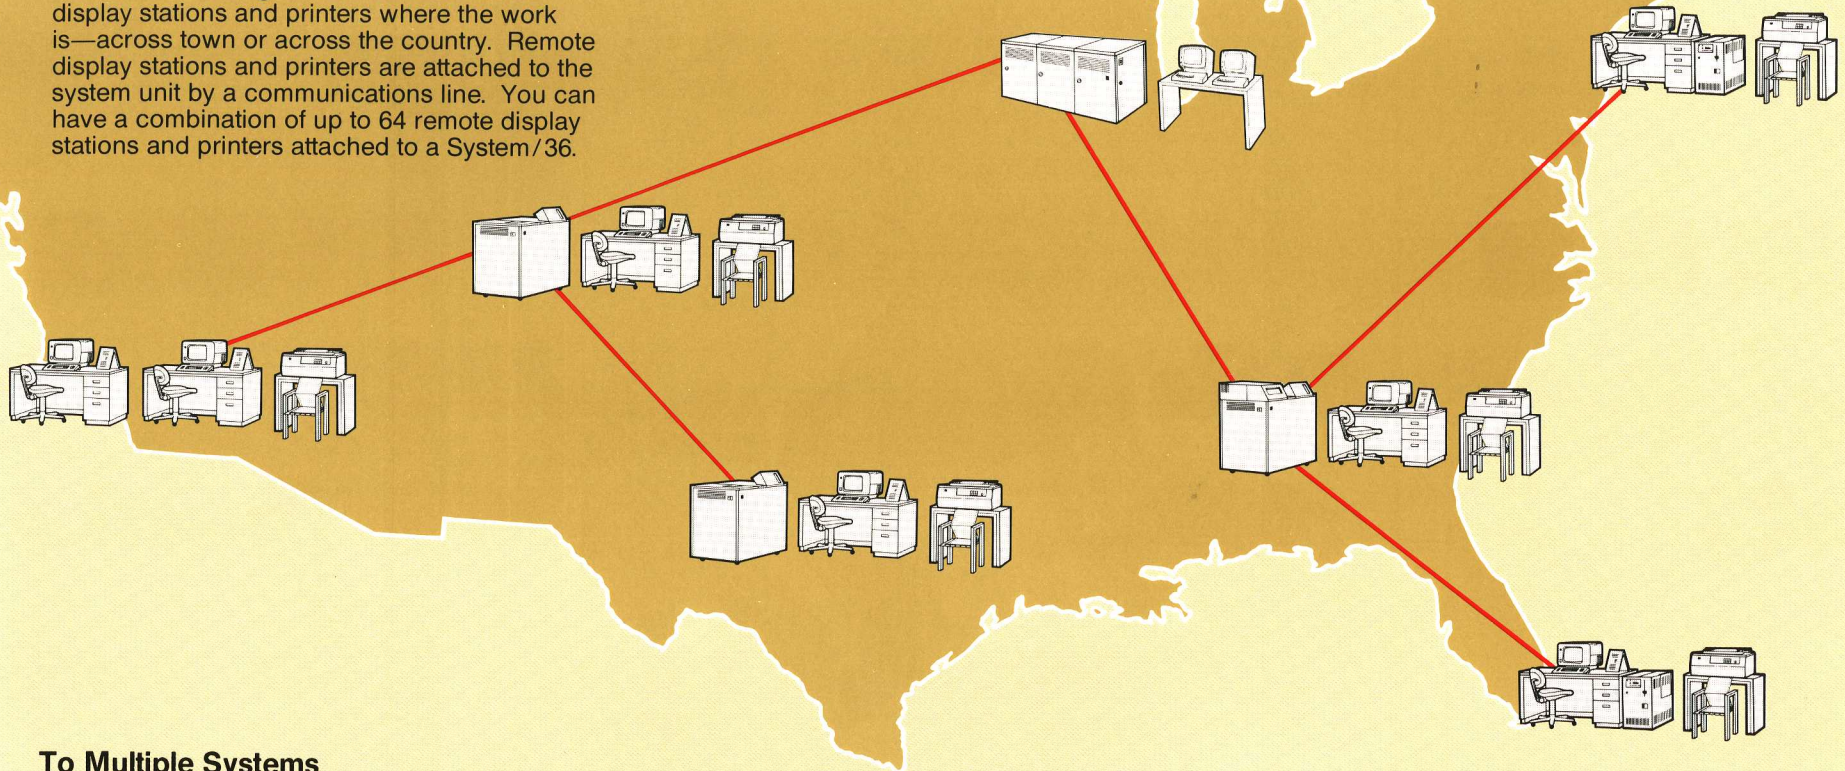 display stations and printers where the work
is—across town or across the country. Remote
display stations and printers are attached to the
system unit by a communications line. You can
have a combination of up to 64 remote display
stations and printers attached to a System/36.
To Multiple Systems